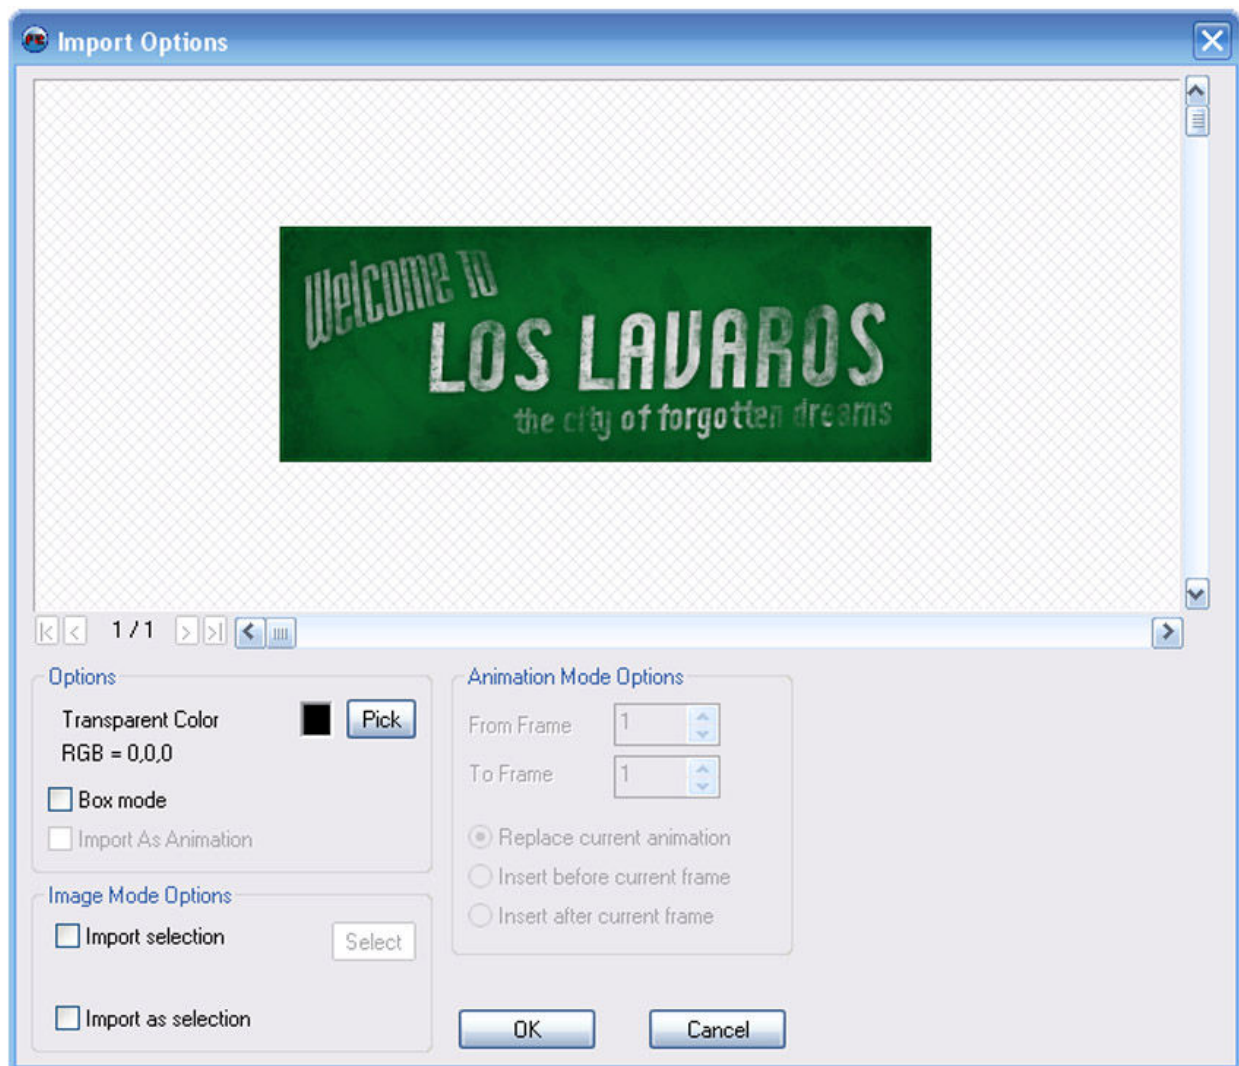 Import Options
Welcome to
LOS LAVAROS
the city of forgotten dreams
1 / 1
Options
Transparent Color
Pick
RGB = 0,0,0
Box mode
Import As Animation
Image Mode Options
Import selection
Select
Import as selection
Animation Mode Options
From Frame
1
To Frame
1
Replace current animation
Insert before current frame
Insert after current frame
OK
Cancel